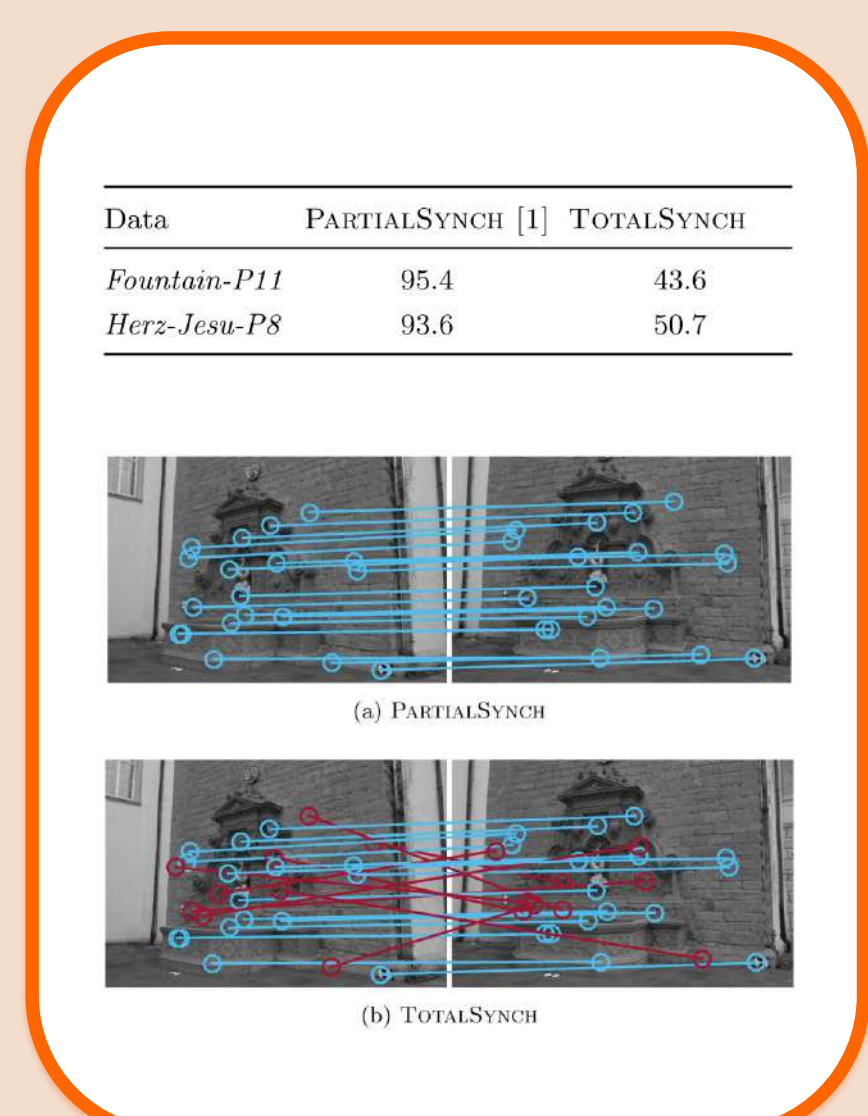 Data PARTIALSYNCH [1] TOTALSYNCH
Fountain-P11 95.4 43.6
Herz-Jesu-P8 93.6 50.7
(a) PARTIALSYNCH
(b) TOTALSYNCH